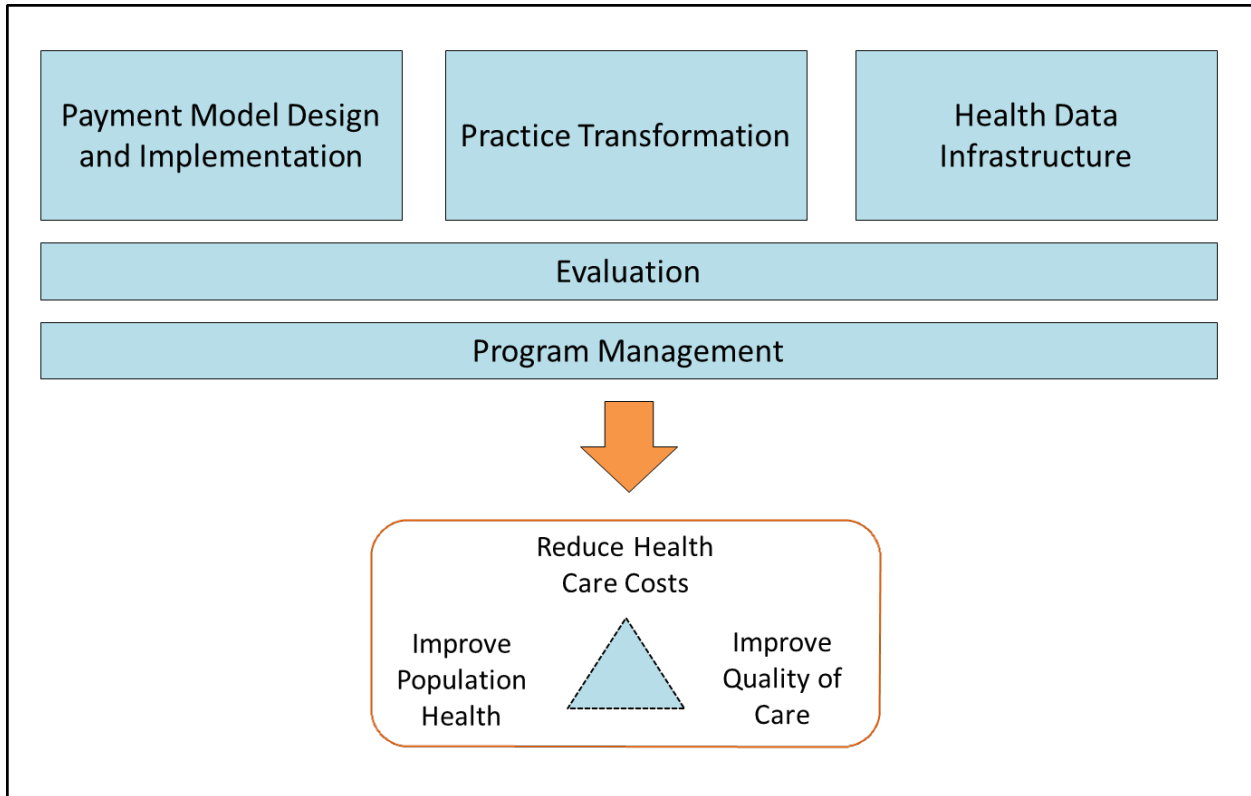 Payment Model Design
and Implementation
Practice Transformation
Health Data
Infrastructure
Evaluation
Program Management
Reduce Health
Care Costs
Improve
Population
Health
Improve
Quality of
Care